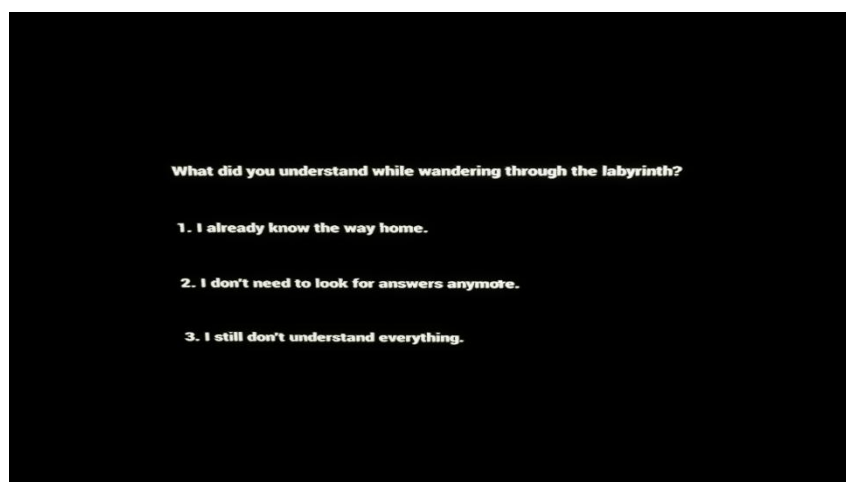 What did you understand while wandering through the labyrinth?
1. I already know the way home.
2. I don't need to look for answers anymore.
3. I still don't understand everything.